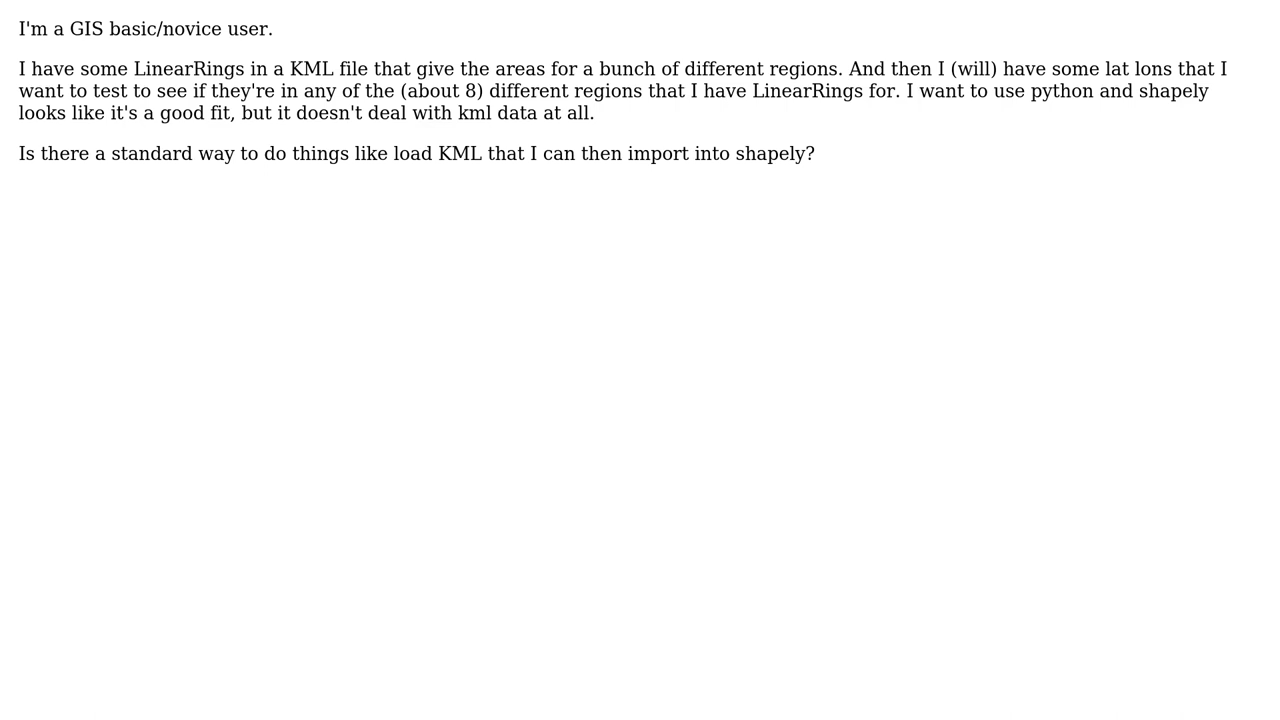 I'm a GIS basic/novice user.
I have some LinearRings in a KML file that give the areas for a bunch of different regions. And then I (will) have some lat lons that I
want to test to see if they're in any of the (about 8) different regions that I have LinearRings for. I want to use python and shapely
looks like it's a good fit, but it doesn't deal with kml data at all.
Is there a standard way to do things like load KML that I can then import into shapely?